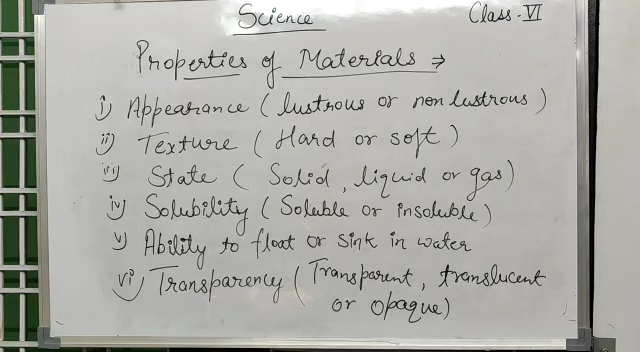 Science
Class-VI
Properties of Materials ⇒
i) Appearance (lustrous or non lustrous)
ii) Texture (Hard or soft)
iii) State (Solid, liquid or gas)
iv) Solubility (Soluble or insoluble)
v) Ability to float or sink in water
vi) Transparency (Transparent, translucent
or opaque)